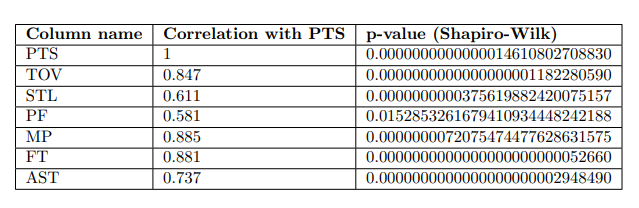 Column name Correlation with PTS p-value (Shapiro-Wilk)
PTS 1 0.0000000000000014610802708830
TOV 0.847 0.0000000000000000001182280590
STL 0.611 0.0000000000375619882420075157
PF 0.581 0.0152853261679410934448242188
MP 0.885 0.0000000072075474477628631575
FT 0.881 0.0000000000000000000000052660
AST 0.737 0.0000000000000000000002948490